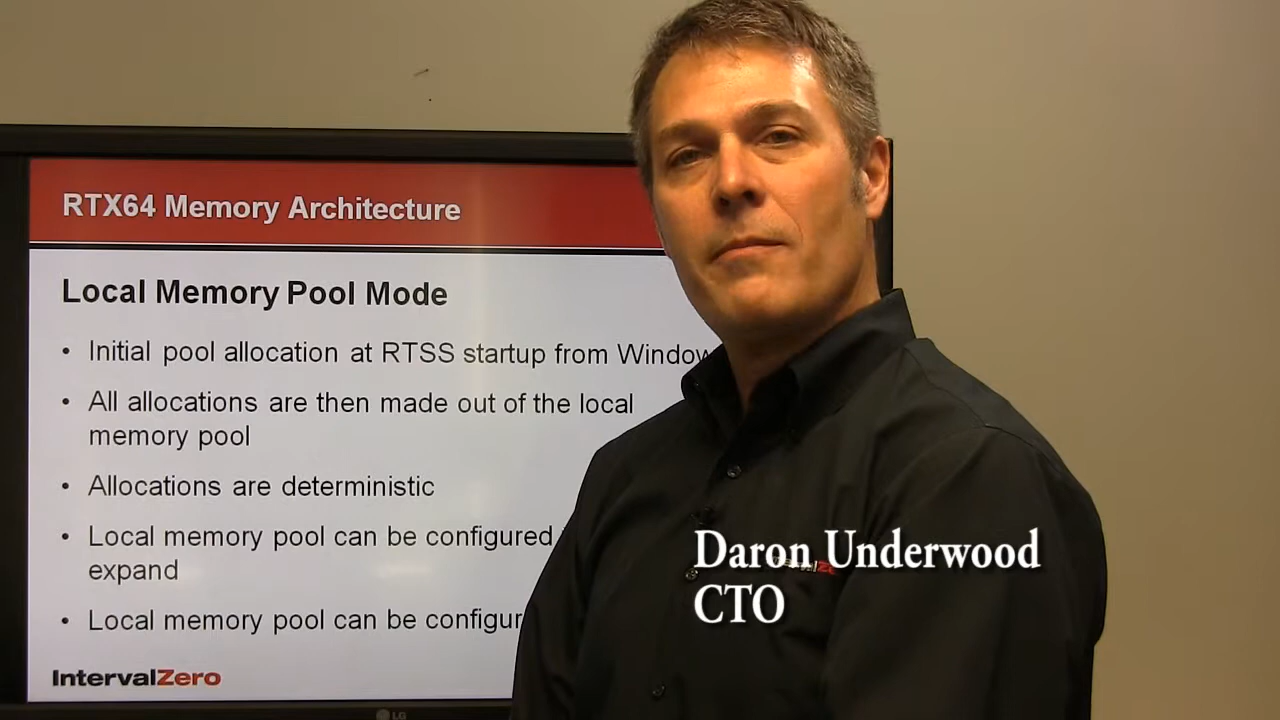 RTX64 Memory Architecture
Local Memory Pool Mode
• Initial pool allocation at RTSS startup from
• All allocations are then made out of the local
memory pool
• Allocations are deterministic
• Local memory pool can be configured
expand
• Local memory pool can be
IntervalZero
LG
Daron Underwood
CTO